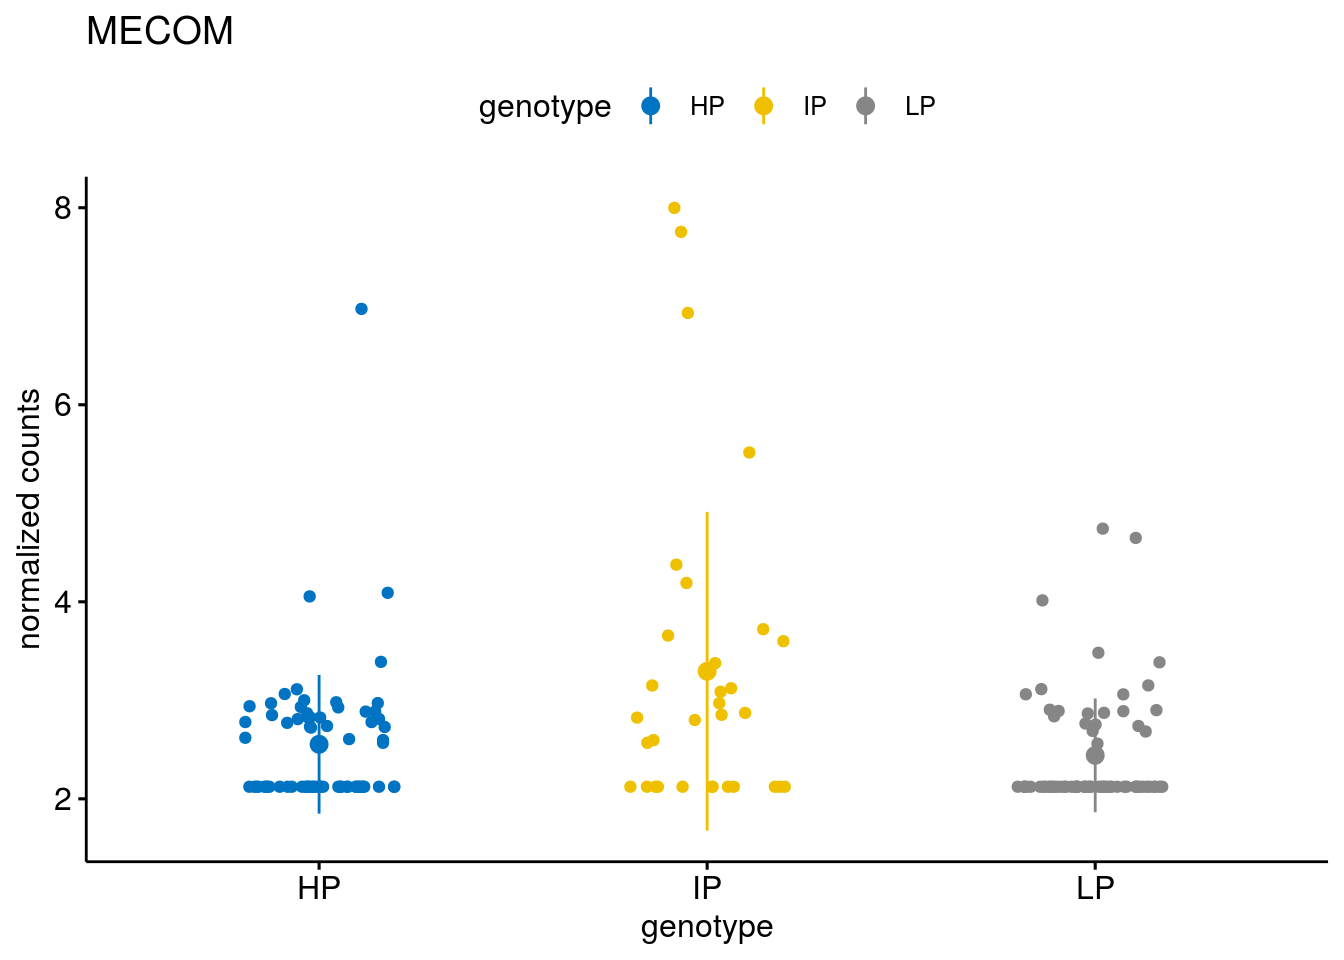 MECOM
genotype HP IP LP
8
6
4
2
normalized counts
HP IP LP
genotype